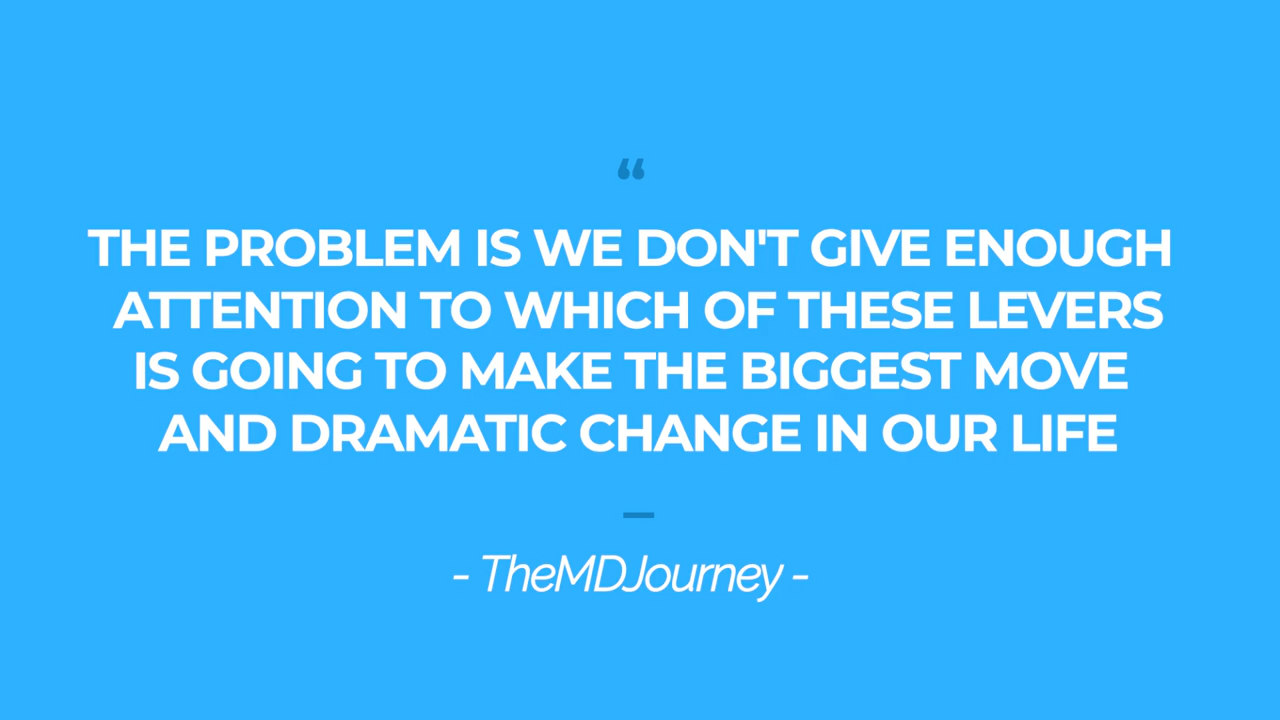 “
THE PROBLEM IS WE DON'T GIVE ENOUGH
ATTENTION TO WHICH OF THESE LEVERS
IS GOING TO MAKE THE BIGGEST MOVE
AND DRAMATIC CHANGE IN OUR LIFE
- TheMDJourney -